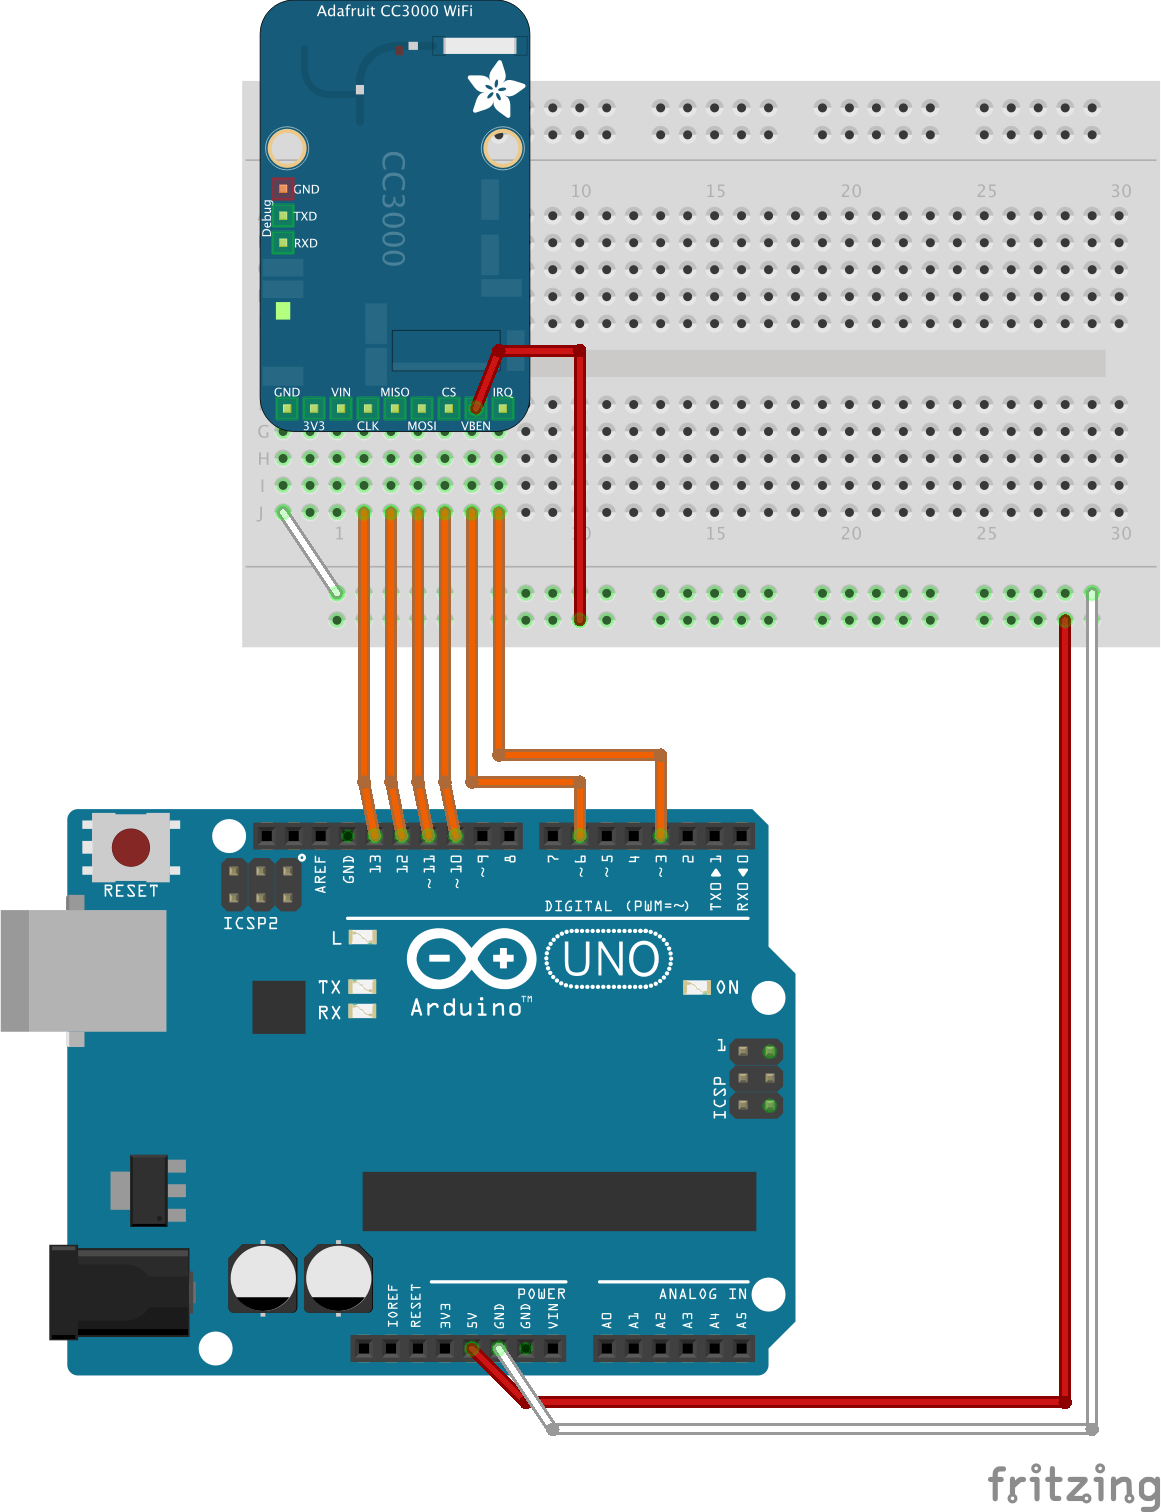 Adafruit CC3000 WiFi
CC3000
Debug
GND
TXD
RXD
10 15 20 25 30
GND VIN MISO CS IRQ
3V3 CLK MOSI VBEN
G
H
I
J
1 15 20 25 30
RESET
ICSP2
AREF GND 13 12 ~11 ~10 ~9 8 7 ~6 ~5 4 ~3 2 TX0▶1 RX0◀0
DIGITAL (PWM=~)
L
TX
RX
UNO
Arduino™
ON
1
ICSP
POWER
ANALOG IN
IOREF RESET 3V3 5V GND GND VIN A0 A1 A2 A3 A4 A5
fritzing